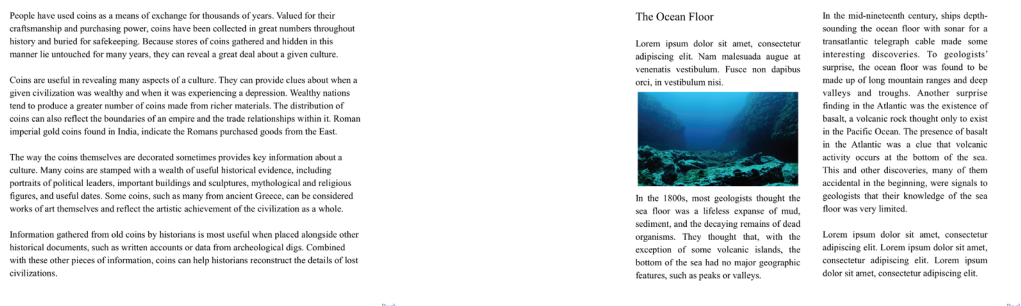 People have used coins as a means of exchange for thousands of years. Valued for their
craftsmanship and purchasing power, coins have been collected in great numbers throughout
history and buried for safekeeping. Because stores of coins gathered and hidden in this
manner lie untouched for many years, they can reveal a great deal about a given culture.
Coins are useful in revealing many aspects of a culture. They can provide clues about when a
given civilization was wealthy and when it was experiencing a depression. Wealthy nations
tend to produce a greater number of coins made from richer materials. The distribution of
coins can also reflect the boundaries of an empire and the trade relationships within it. Roman
imperial gold coins found in India, indicate the Romans purchased goods from the East.
The way the coins themselves are decorated sometimes provides key information about a
culture. Many coins are stamped with a wealth of useful historical evidence, including
portraits of political leaders, important buildings and sculptures, mythological and religious
figures, and useful dates. Some coins, such as many from ancient Greece, can be considered
works of art themselves and reflect the artistic achievement of the civilization as a whole.
Information gathered from old coins by historians is most useful when placed alongside other
historical documents, such as written accounts or data from archeological digs. Combined
with these other pieces of information, coins can help historians reconstruct the details of lost
civilizations.
The Ocean Floor
Lorem ipsum dolor sit amet, consectetur
adipiscing elit. Nam malesuada augue at
venenatis vestibulum. Fusce non dapibus
orci, in vestibulum nisi.
In the 1800s, most geologists thought the
sea floor was a lifeless expanse of mud,
sediment, and the decaying remains of dead
organisms. They thought that, with the
exception of some volcanic islands, the
bottom of the sea had no major geographic
features, such as peaks or valleys.
In the mid-nineteenth century, ships depth-
sounding the ocean floor with sonar for a
transatlantic telegraph cable made some
interesting discoveries. To geologists'
surprise, the ocean floor was found to be
made up of long mountain ranges and deep
valleys and troughs. Another surprise
finding in the Atlantic was the existence of
basalt, a volcanic rock thought only to exist
in the Pacific Ocean. The presence of basalt
in the Atlantic was a clue that volcanic
activity occurs at the bottom of the sea.
This and other discoveries, many of them
accidental in the beginning, were signals to
geologists that their knowledge of the sea
floor was very limited.
Lorem ipsum dolor sit amet, consectetur
adipiscing elit. Lorem ipsum dolor sit amet,
consectetur adipiscing elit. Lorem ipsum
dolor sit amet, consectetur adipiscing elit.